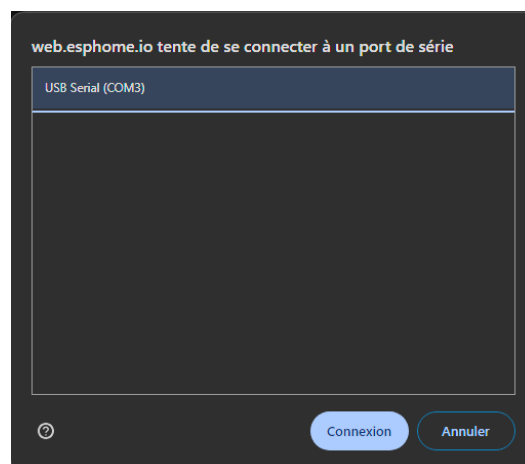 web.esphome.io tente de se connecter à un port de série
USB Serial (COM3)
Connexion
Annuler